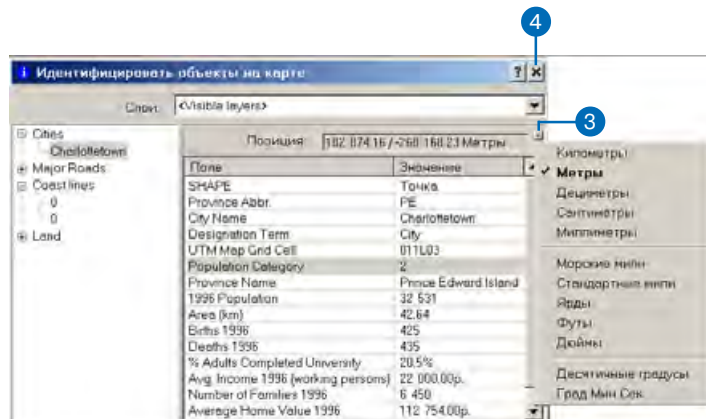 4
Идентифицировать объекты на карте
Слои: <Visible layers>
3
Cities
Charlottetown
Major Roads
Coastlines
0
0
Land
Позиция: 182 874.16 / -268 168.23 Метры
Поле Значение
SHAPE Точка
Province Abbr. PE
City Name Charlottetown
Designation Term City
UTM Map Grid Cell 011L03
Population Category 2
Province Name Prince Edward Island
1996 Population 32 531
Area (km) 42.64
Births 1996 425
Deaths 1996 435
% Adults Completed University 20.5%
Avg. Income 1996 (working persons) 22 000.00р.
Number of Families 1996 6 450
Average Home Value 1996 112 754.00р.
Километры
Метры
Дециметры
Сантиметры
Миллиметры
Морские мили
Стандартные мили
Ярды
Футы
Дюймы
Десятичные градусы
Град Мин Сек